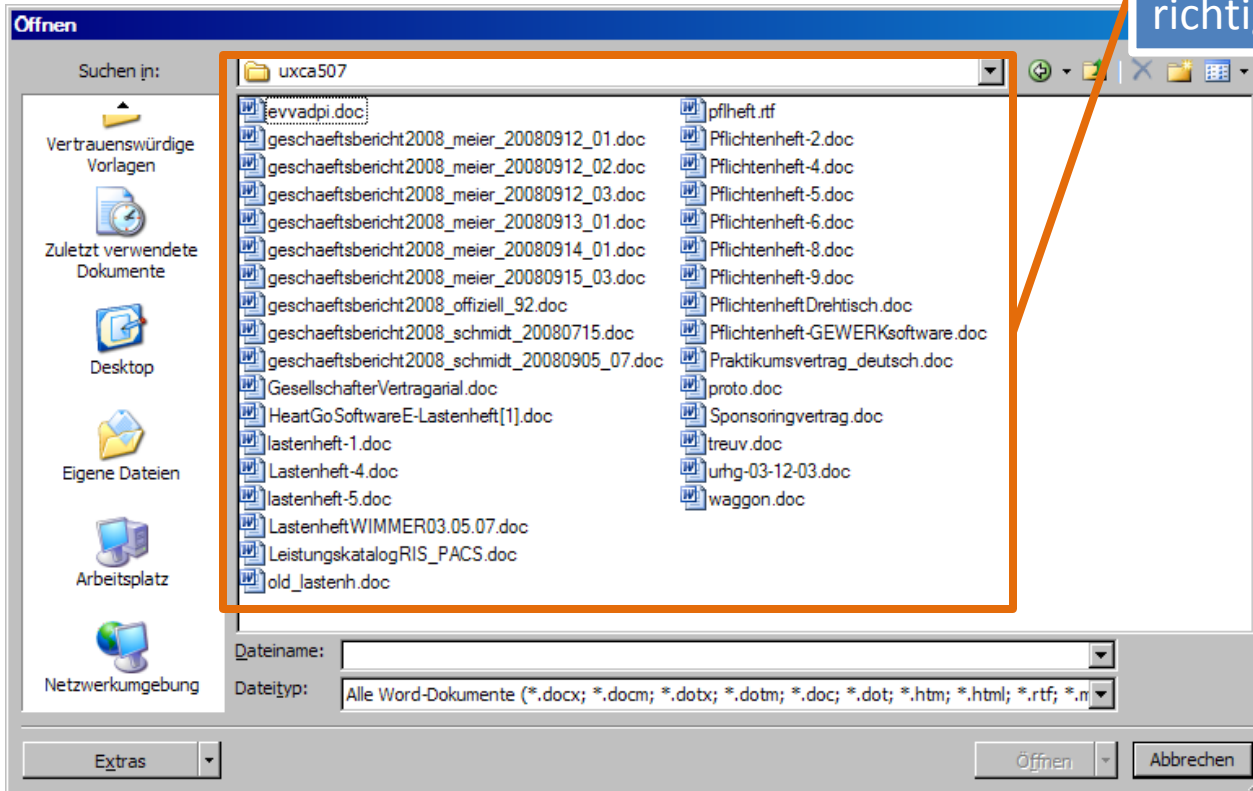 richtig
Öffnen
Suchen in:
uxca507
Vertrauenswürdige
Vorlagen
Zuletzt verwendete
Dokumente
Desktop
Eigene Dateien
Arbeitsplatz
Netzwerkumgebung
evvadpi.doc
geschaeftsbericht2008_meier_20080912_01.doc
geschaeftsbericht2008_meier_20080912_02.doc
geschaeftsbericht2008_meier_20080912_03.doc
geschaeftsbericht2008_meier_20080913_01.doc
geschaeftsbericht2008_meier_20080914_01.doc
geschaeftsbericht2008_meier_20080915_03.doc
geschaeftsbericht2008_offiziell_92.doc
geschaeftsbericht2008_schmidt_20080715.doc
geschaeftsbericht2008_schmidt_20080905_07.doc
GesellschafterVertragarial.doc
HeartGoSoftwareE-Lastenheft[1].doc
lastenheft-1.doc
Lastenheft-4.doc
lastenheft-5.doc
LastenheftWIMMER03.05.07.doc
LeistungskatalogRIS_PACS.doc
old_lastenh.doc
pflheft.rtf
Pflichtenheft-2.doc
Pflichtenheft-4.doc
Pflichtenheft-5.doc
Pflichtenheft-6.doc
Pflichtenheft-8.doc
Pflichtenheft-9.doc
PflichtenheftDrehtisch.doc
Pflichtenheft-GEWERKsoftware.doc
Praktikumsvertrag_deutsch.doc
proto.doc
Sponsoringvertrag.doc
treuv.doc
urhg-03-12-03.doc
waggon.doc
Dateiname:
Dateityp:
Alle Word-Dokumente (*.docx; *.docm; *.dotx; *.dotm; *.doc; *.dot; *.htm; *.html; *.rtf; *.m
Extras
Öffnen
Abbrechen